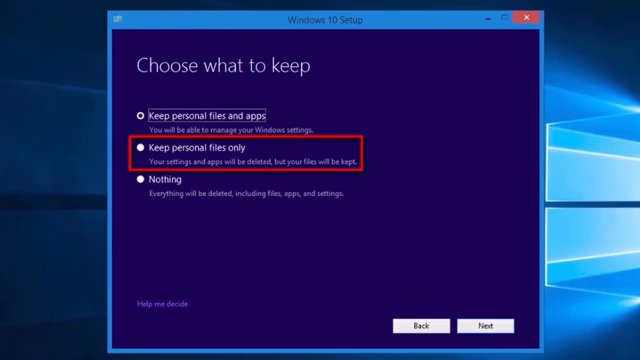 Windows 10 Setup
Choose what to keep
Keep personal files and apps
You will be able to manage your Windows settings.
Keep personal files only
Your settings and apps will be deleted, but your files will be kept.
Nothing
Everything will be deleted, including files, apps, and settings.
Help me decide
Back
Next